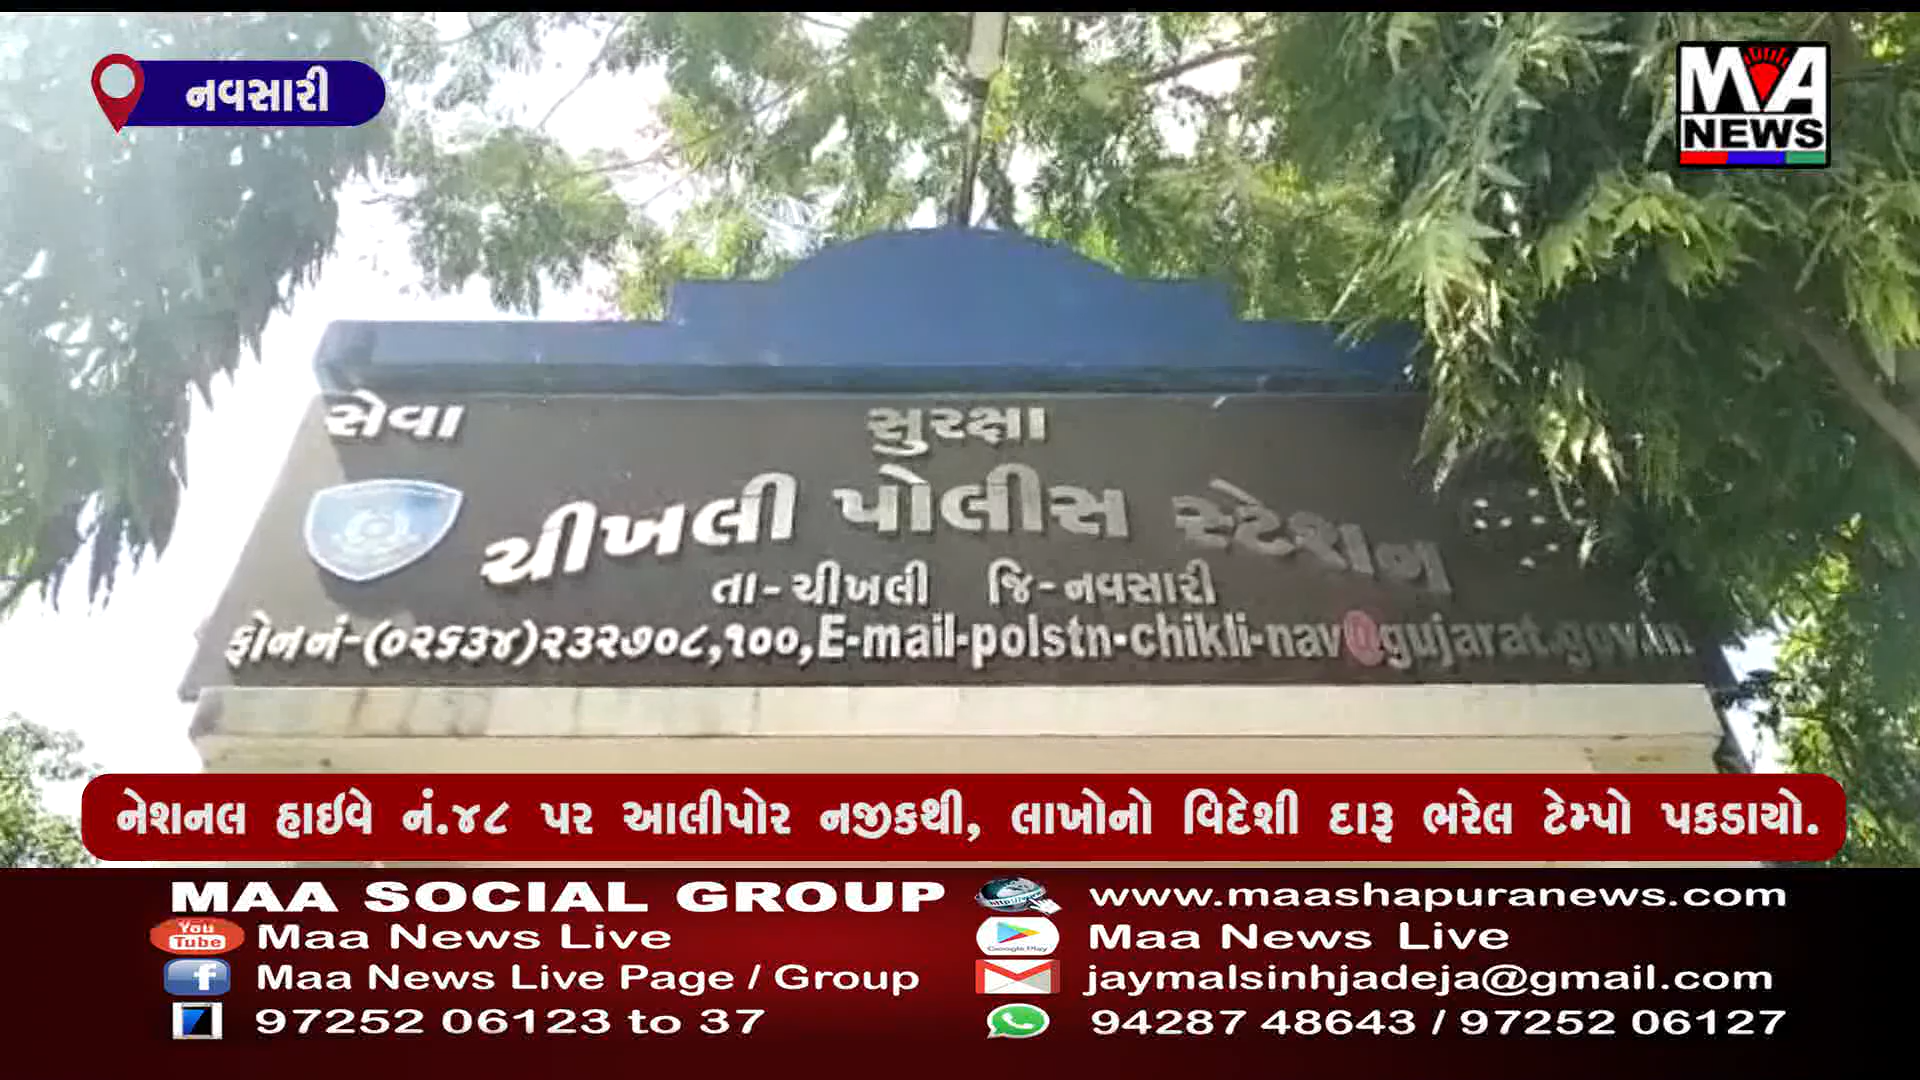 નવસારી
MAA
NEWS
સેવા સુરક્ષા
ચીખલી પોલીસ સ્ટેશન
તા-ચીખલી જિ-નવસારી
ફોનનં-(૦૨૬૩૪)૨૩૨૭૦૮,૧૦૦,E-mail-polstn-chikli-nav@gujarat.gov.in
નેશનલ હાઈવે નં.૪૮ પર આલીપોર નજીકથી, લાખોનો વિદેશી દારૂ ભરેલ ટેમ્પો પકડાયો.
MAA SOCIAL GROUP
www.maashapuranews.com
You Tube Maa News Live
Google Play Maa News Live
f Maa News Live Page / Group
jaymalsinhjadeja@gmail.com
97252 06123 to 37
94287 48643 / 97252 06127